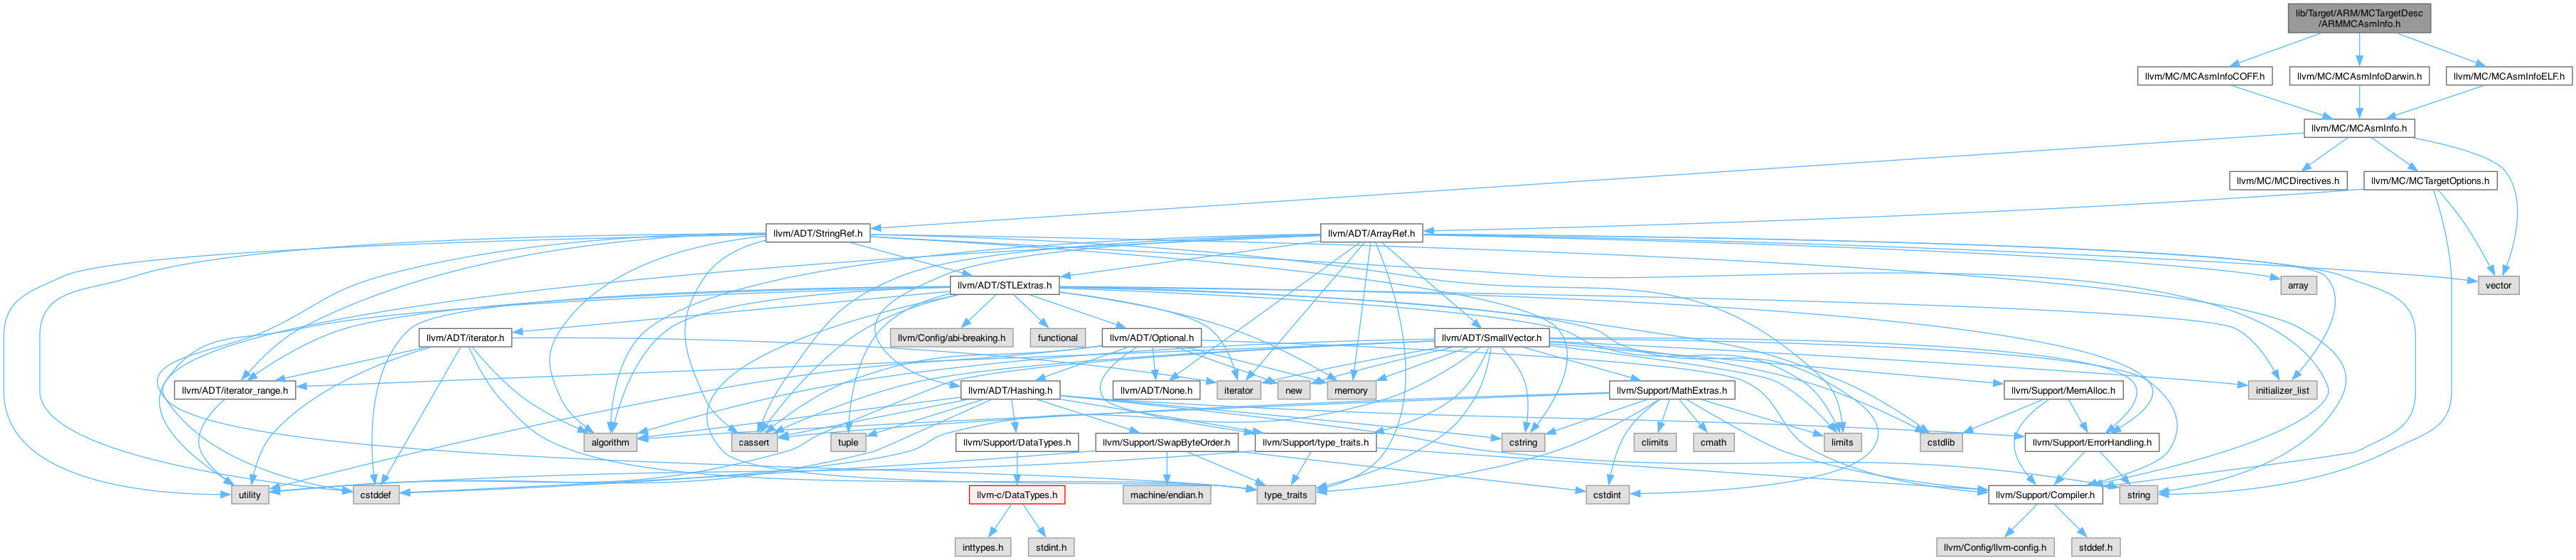 lib/Target/ARM/MCTargetDesc
/ARMMCAsmInfo.h
llvm/MC/MCAsmInfoCOFF.h
llvm/MC/MCAsmInfoDarwin.h
llvm/MC/MCAsmInfoELF.h
llvm/MC/MCAsmInfo.h
llvm/MC/MCDirectives.h
llvm/MC/MCTargetOptions.h
llvm/ADT/StringRef.h
llvm/ADT/ArrayRef.h
llvm/ADT/STLExtras.h
array
vector
llvm/ADT/iterator.h
llvm/Config/abi-breaking.h
functional
llvm/ADT/Optional.h
llvm/ADT/SmallVector.h
llvm/ADT/iterator_range.h
llvm/ADT/Hashing.h
llvm/ADT/None.h
iterator
new
memory
llvm/Support/MathExtras.h
llvm/Support/MemAlloc.h
initializer_list
algorithm
cassert
tuple
llvm/Support/DataTypes.h
llvm/Support/SwapByteOrder.h
llvm/Support/type_traits.h
cstring
climits
cmath
limits
cstdlib
llvm/Support/ErrorHandling.h
utility
cstddef
llvm-c/DataTypes.h
machine/endian.h
type_traits
cstdint
llvm/Support/Compiler.h
string
inttypes.h
stdint.h
llvm/Config/llvm-config.h
stddef.h